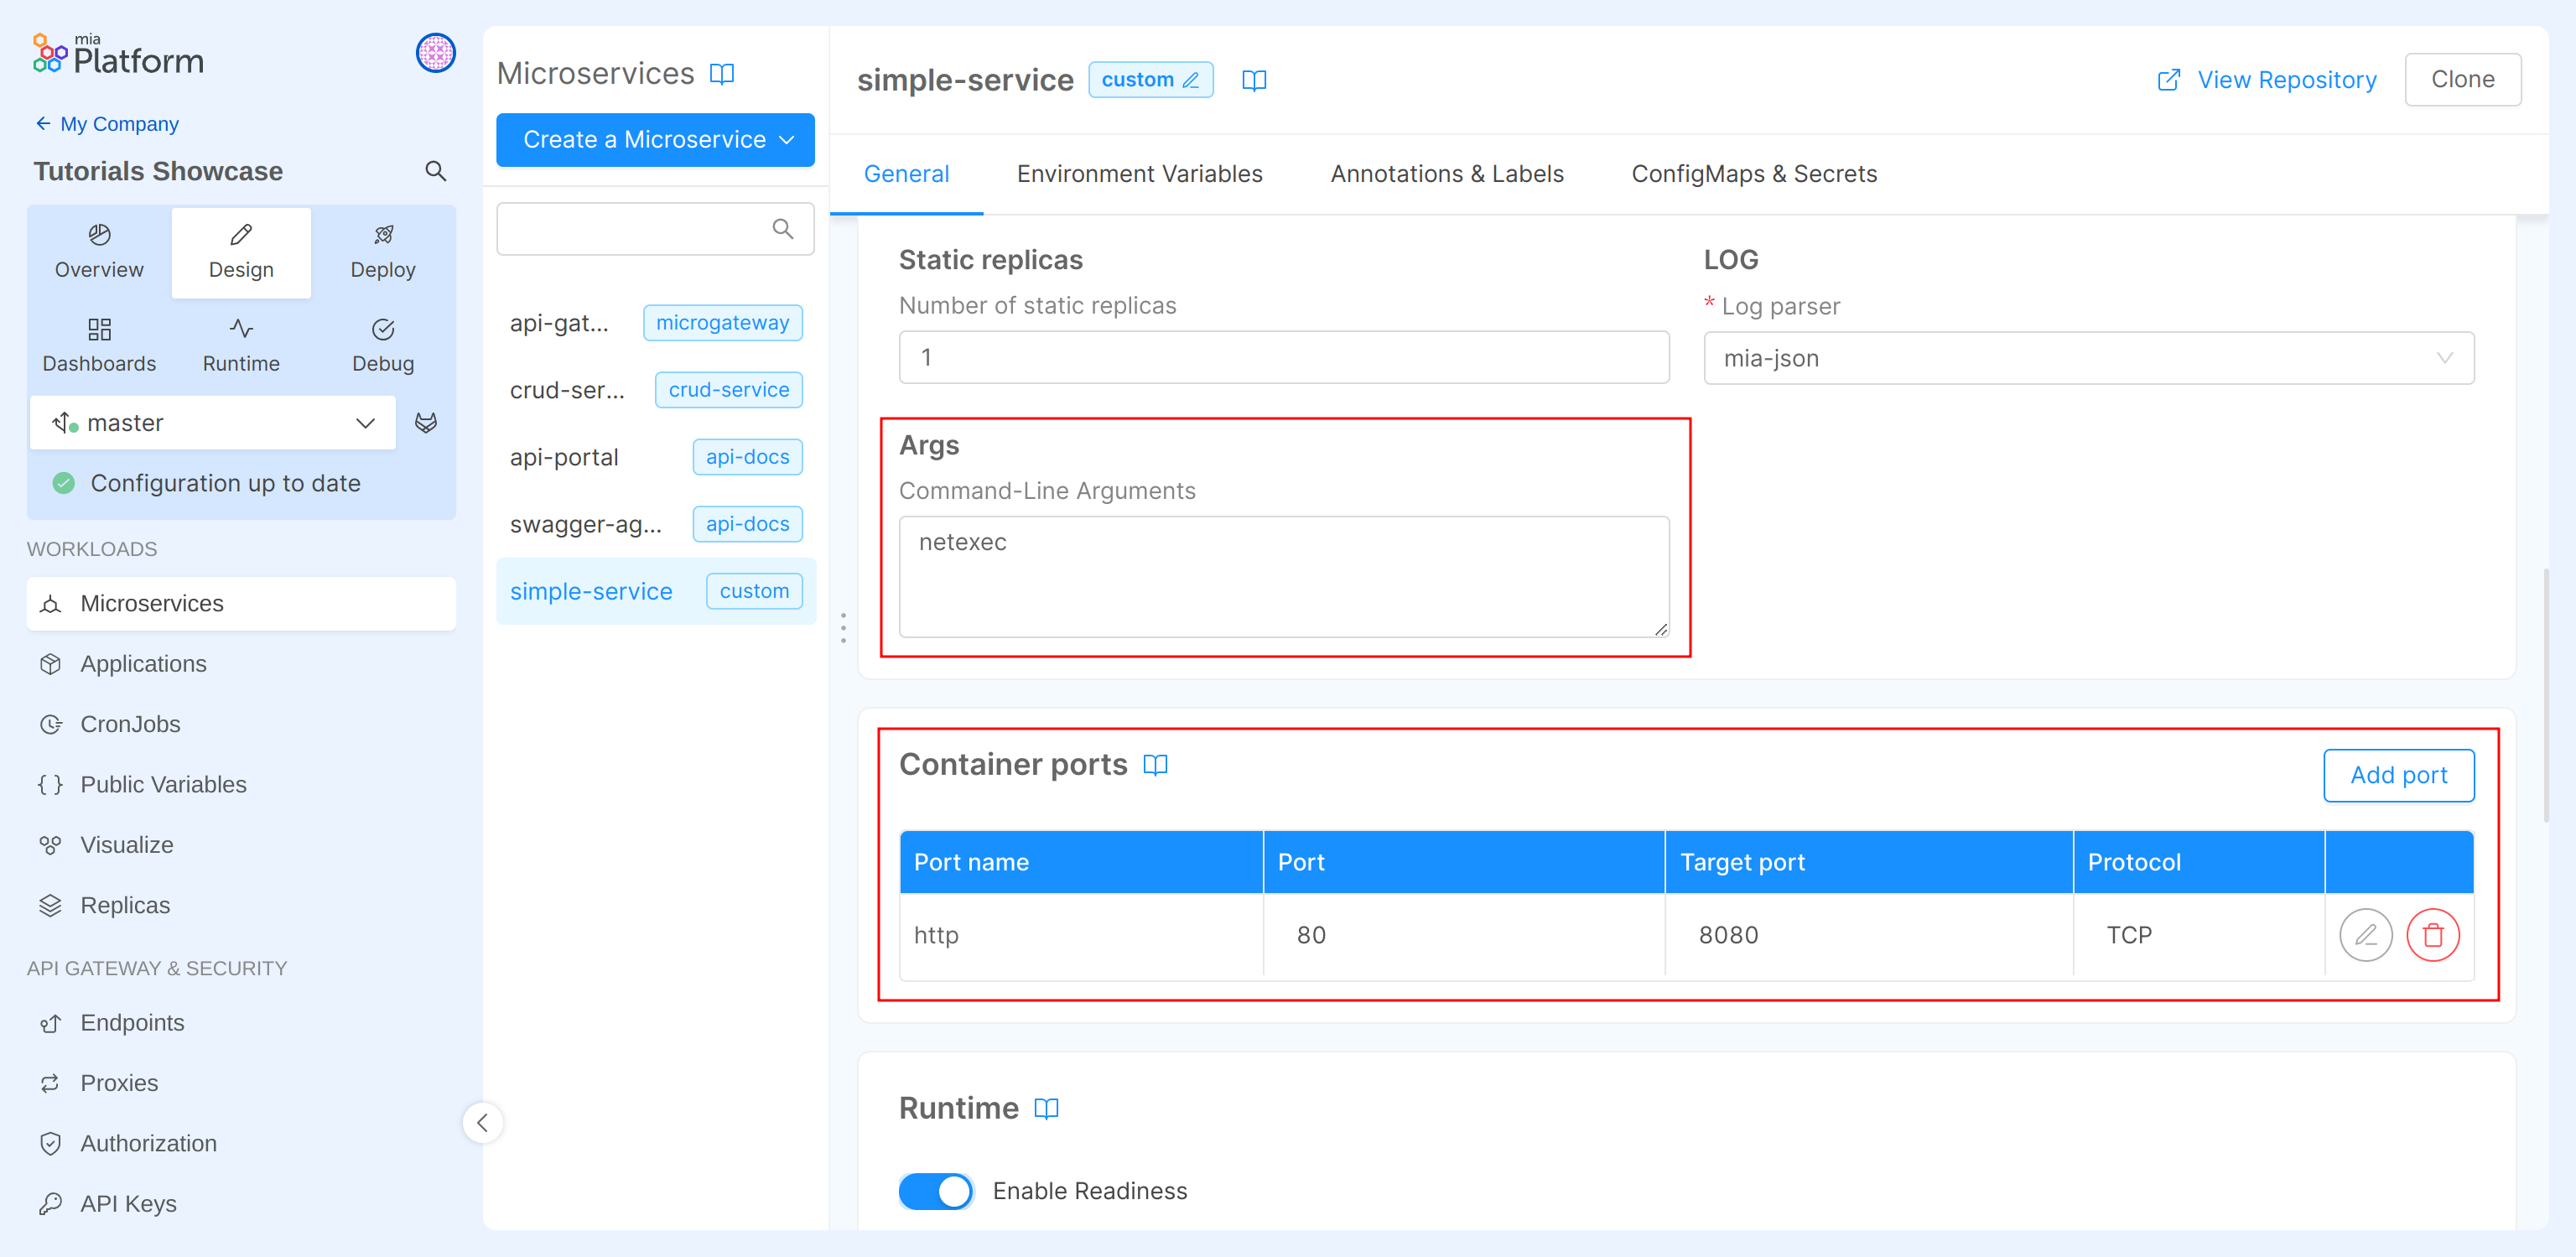 mia
Platform
My Company
Tutorials Showcase
Overview
Design
Deploy
Dashboards
Runtime
Debug
master
Configuration up to date
WORKLOADS
Microservices
Applications
CronJobs
Public Variables
Visualize
Replicas
API GATEWAY & SECURITY
Endpoints
Proxies
Authorization
API Keys
Microservices
Create a Microservice
api-gat... microgateway
crud-ser... crud-service
api-portal api-docs
swagger-ag... api-docs
simple-service custom
simple-service custom
View Repository
Clone
General Environment Variables Annotations & Labels ConfigMaps & Secrets
Static replicas
Number of static replicas
1
LOG
* Log parser
mia-json
Args
Command-Line Arguments
netexec
Container ports
Add port
Port name Port Target port Protocol
http 80 8080 TCP
Runtime
Enable Readiness